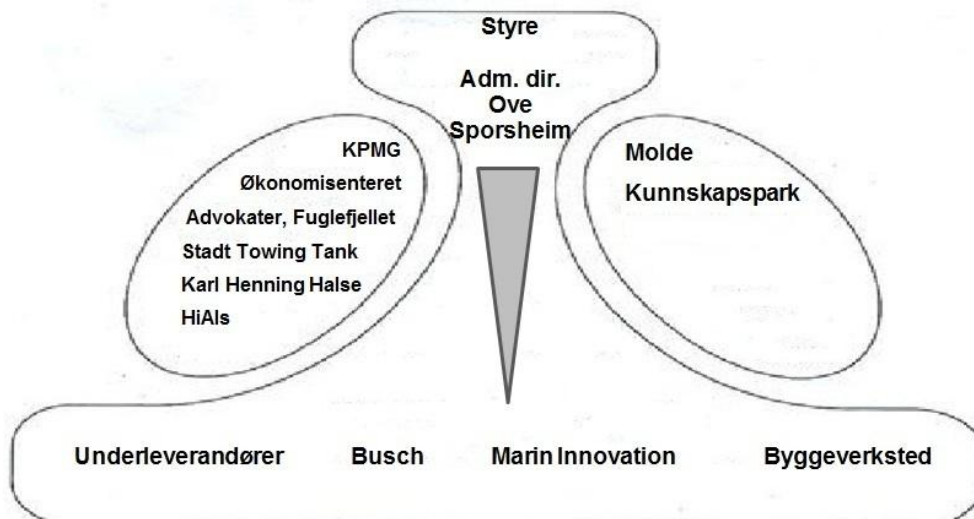 Styre
Adm. dir.
Ove
Sporsheim
KPMG
Økonomisenteret
Advokater, Fuglefjellet
Stadt Towing Tank
Karl Henning Halse
HiAls
Molde
Kunnskapspark
Underleverandører Busch Marin Innovation Byggeverksted